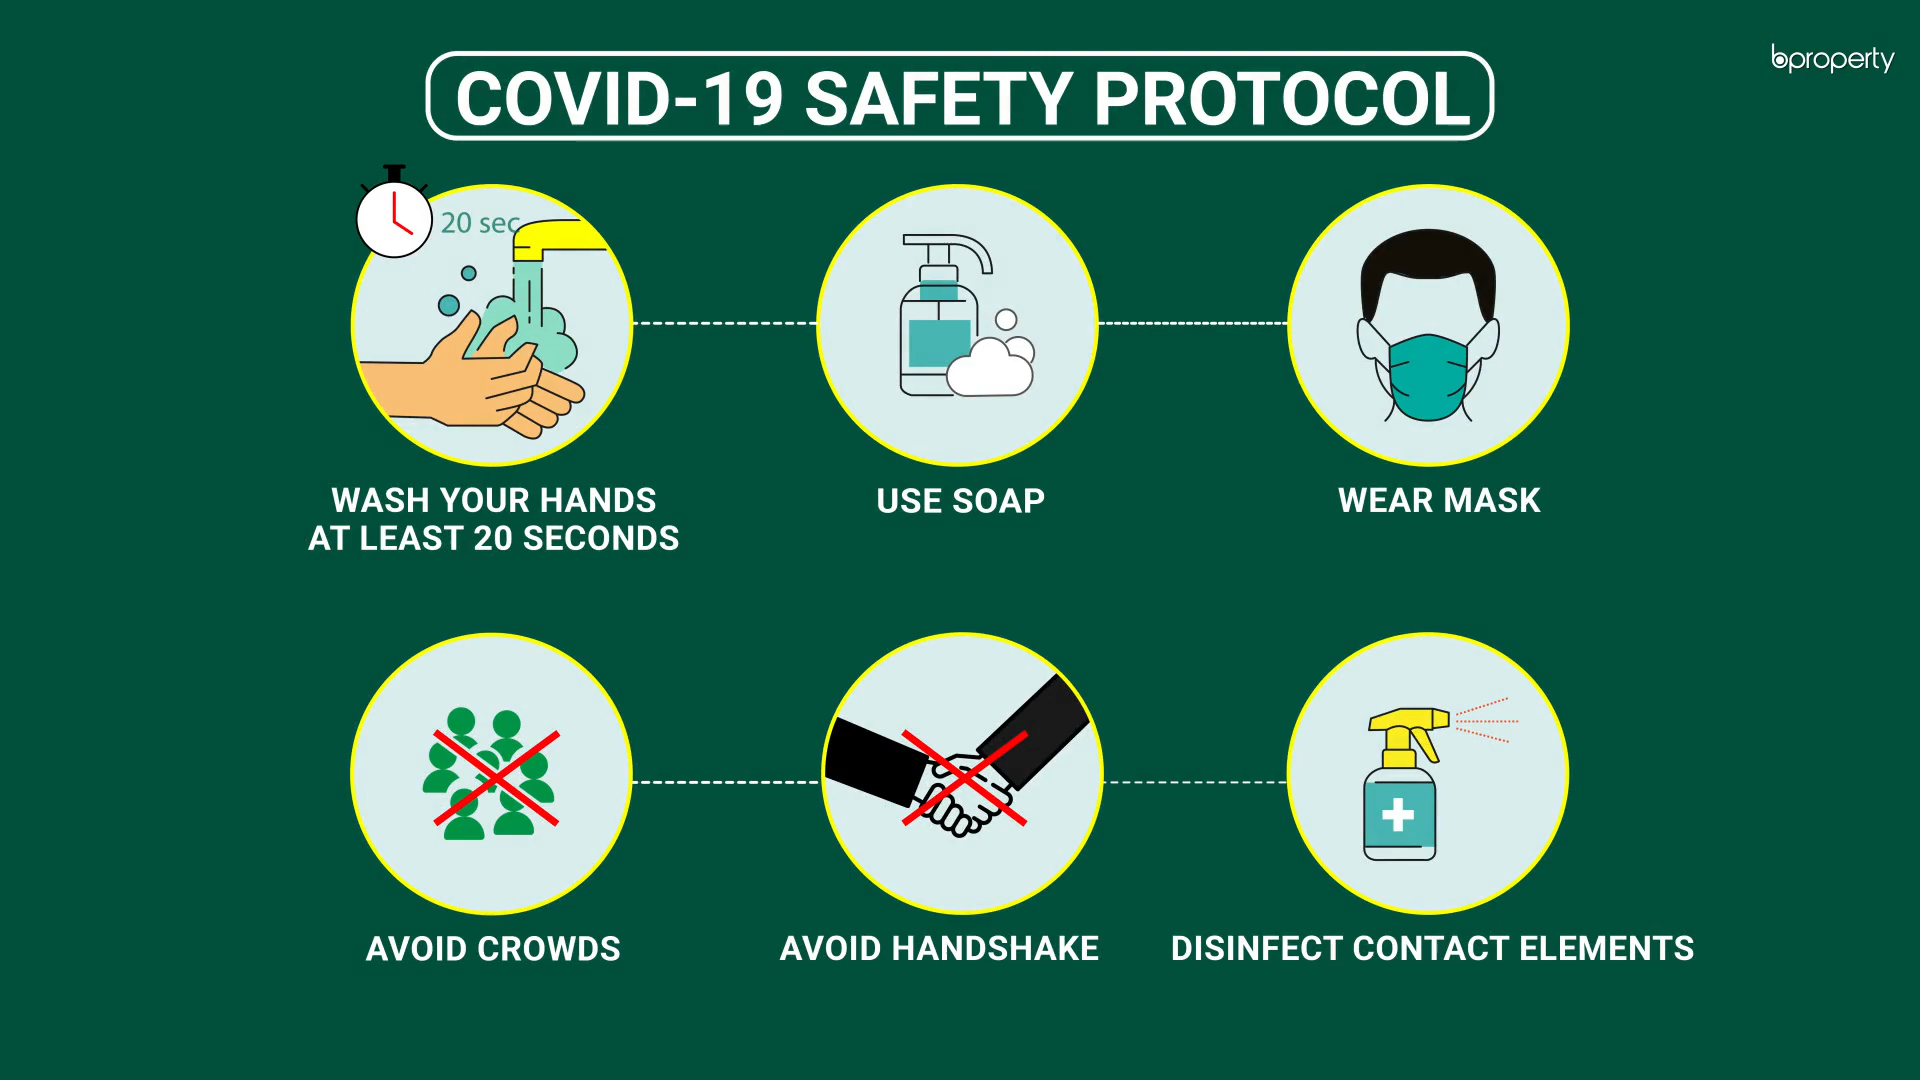 bproperty
COVID-19 SAFETY PROTOCOL
20 sec
WASH YOUR HANDS
AT LEAST 20 SECONDS
USE SOAP
WEAR MASK
AVOID CROWDS
AVOID HANDSHAKE
DISINFECT CONTACT ELEMENTS